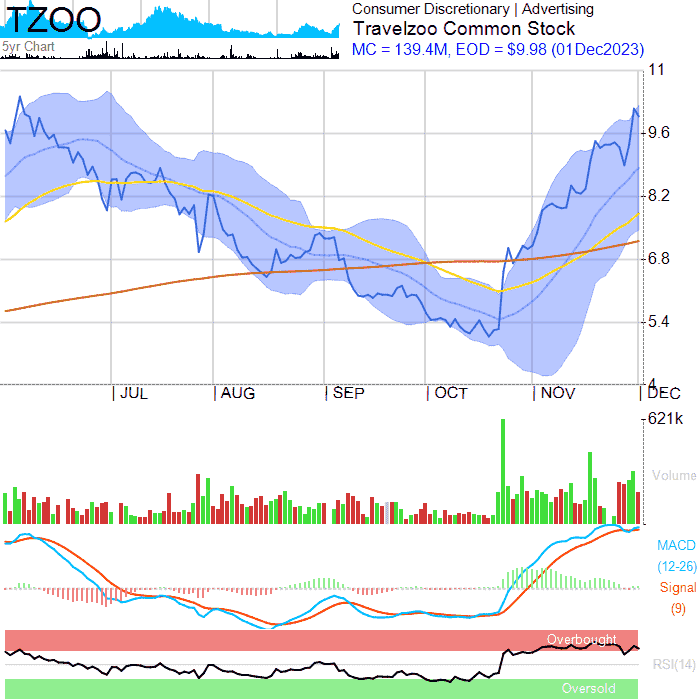 TZOO
5yr Chart
Consumer Discretionary | Advertising
Travelzoo Common Stock
MC = 139.4M, EOD = $9.98 (01Dec2023)
11
9.6
8.2
6.8
5.4
4
JUL
AUG
SEP
OCT
NOV
DEC
621k
Volume
MACD
(12-26)
Signal
(9)
Overbought
RSI(14)
Oversold